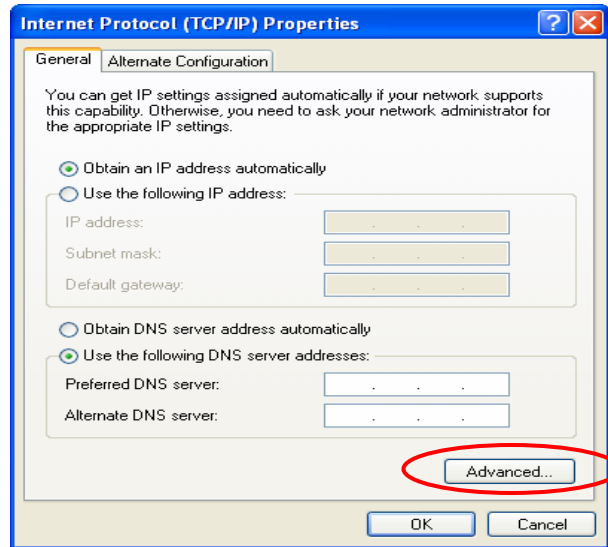 Internet Protocol (TCP/IP) Properties
General
Alternate Configuration
You can get IP settings assigned automatically if your network supports
this capability. Otherwise, you need to ask your network administrator for
the appropriate IP settings.
Obtain an IP address automatically
Use the following IP address:
IP address:
Subnet mask:
Default gateway:
Obtain DNS server address automatically
Use the following DNS server addresses:
Preferred DNS server:
Alternate DNS server:
Advanced...
OK Cancel